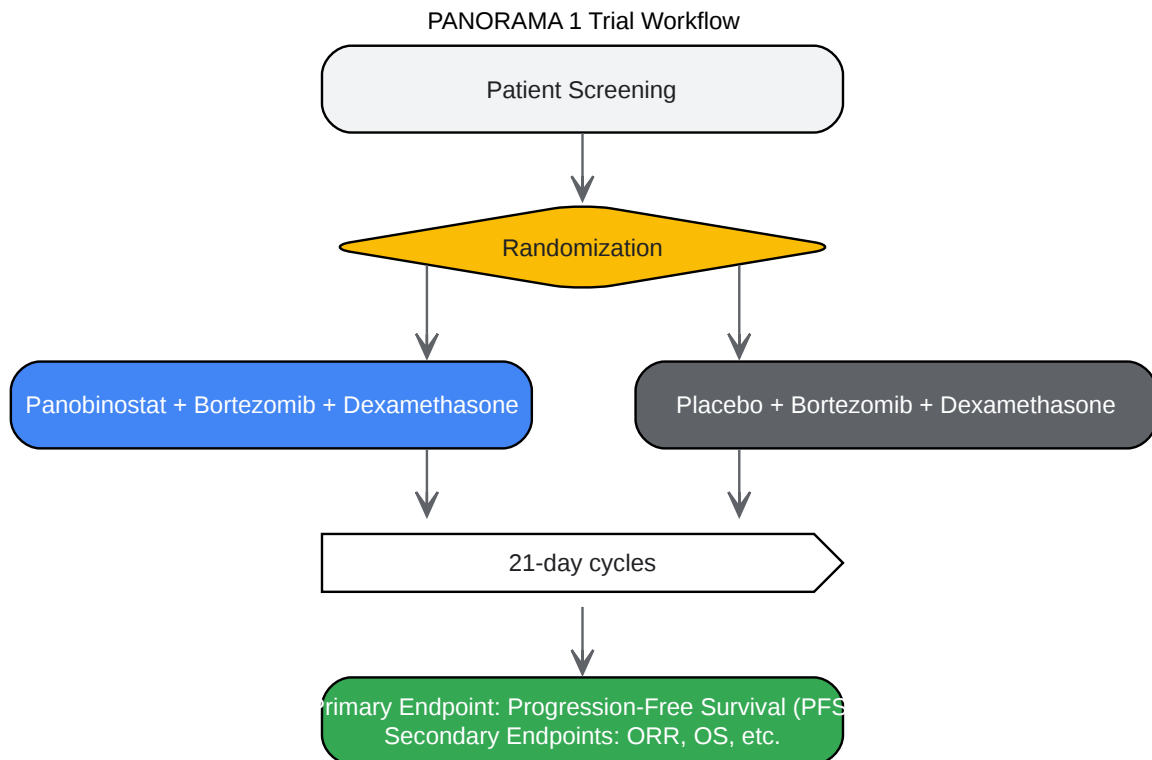 PANORAMA 1 Trial Workflow
Patient Screening
Randomization
Panobinostat + Bortezomib + Dexamethasone
Placebo + Bortezomib + Dexamethasone
21-day cycles
Primary Endpoint: Progression-Free Survival (PFS)
Secondary Endpoints: ORR, OS, etc.